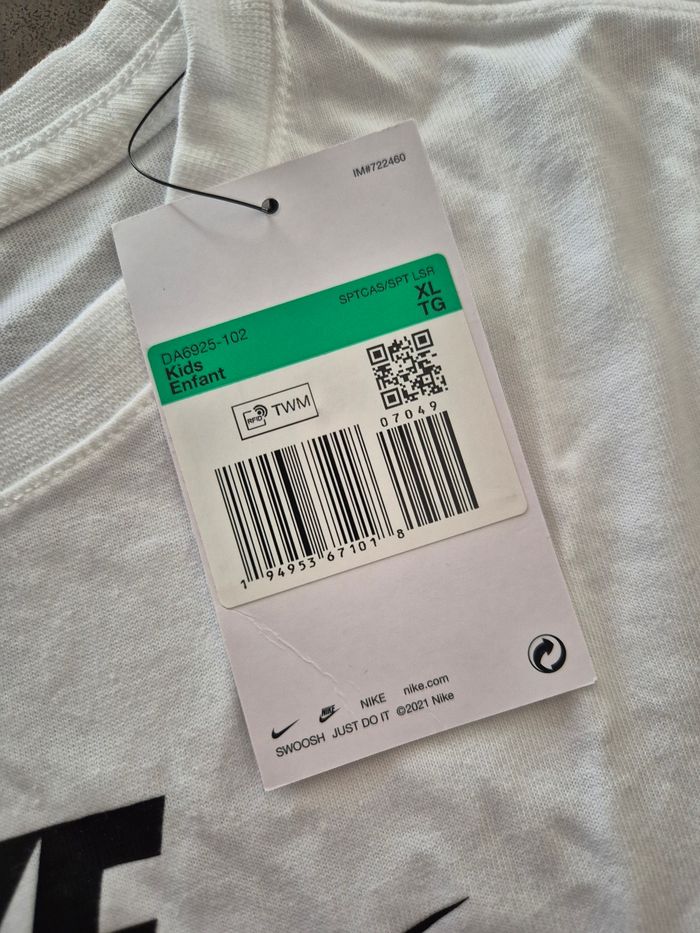 IM#722460
SPTCAS/SPT LSR
DA6925-102
XL
Kids
TG
Enfant
RFID TWM
07049
1 94953 67101 8
NIKE
NIKE nike.com
SWOOSH JUST DO IT ©2021 Nike